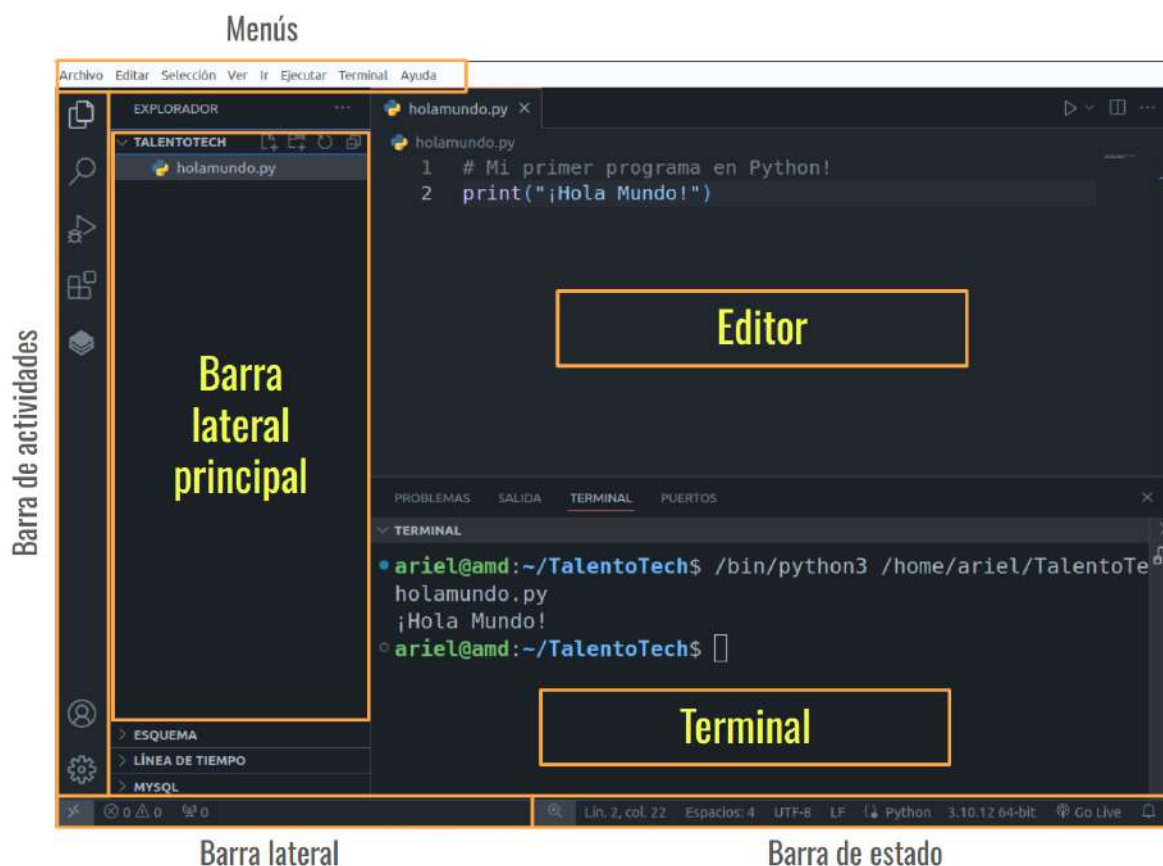 Menús
Archivo Editar Selección Ver Ir Ejecutar Terminal Ayuda
EXPLORADOR
TALENTOTECH
holamundo.py
holamundo.py
holamundo.py
1 # Mi primer programa en Python!
2 print("¡Hola Mundo!")
Editor
Barra de actividades
Barra
lateral
principal
PROBLEMAS SALIDA TERMINAL PUERTOS
TERMINAL
ariel@amd:~/TalentoTech$ /bin/python3 /home/ariel/TalentoTe
holamundo.py
¡Hola Mundo!
ariel@amd:~/TalentoTech$
Terminal
ESQUEMA
LÍNEA DE TIEMPO
MYSQL
0 0 0
Lín. 2, col. 22 Espacios: 4 UTF-8 LF Python 3.10.12 64-bit Go Live
Barra lateral
Barra de estado